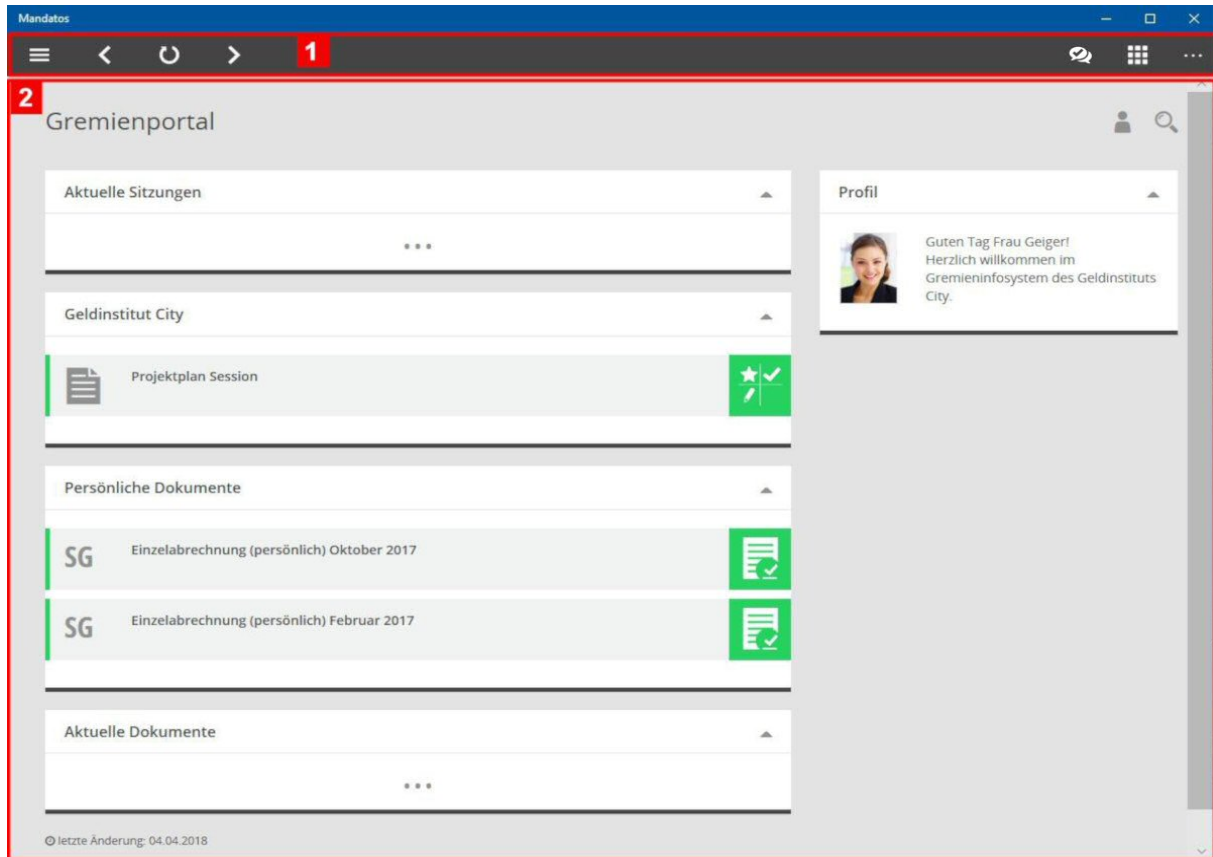 Mandatos
1
2
Gremienportal
Aktuelle Sitzungen
Profil
Guten Tag Frau Geiger!
Herzlich willkommen im
Gremieninfosystem des Geldinstituts
City.
Geldinstitut City
Projektplan Session
Persönliche Dokumente
SG
Einzelabrechnung (persönlich) Oktober 2017
SG
Einzelabrechnung (persönlich) Februar 2017
Aktuelle Dokumente
letzte Änderung: 04.04.2018